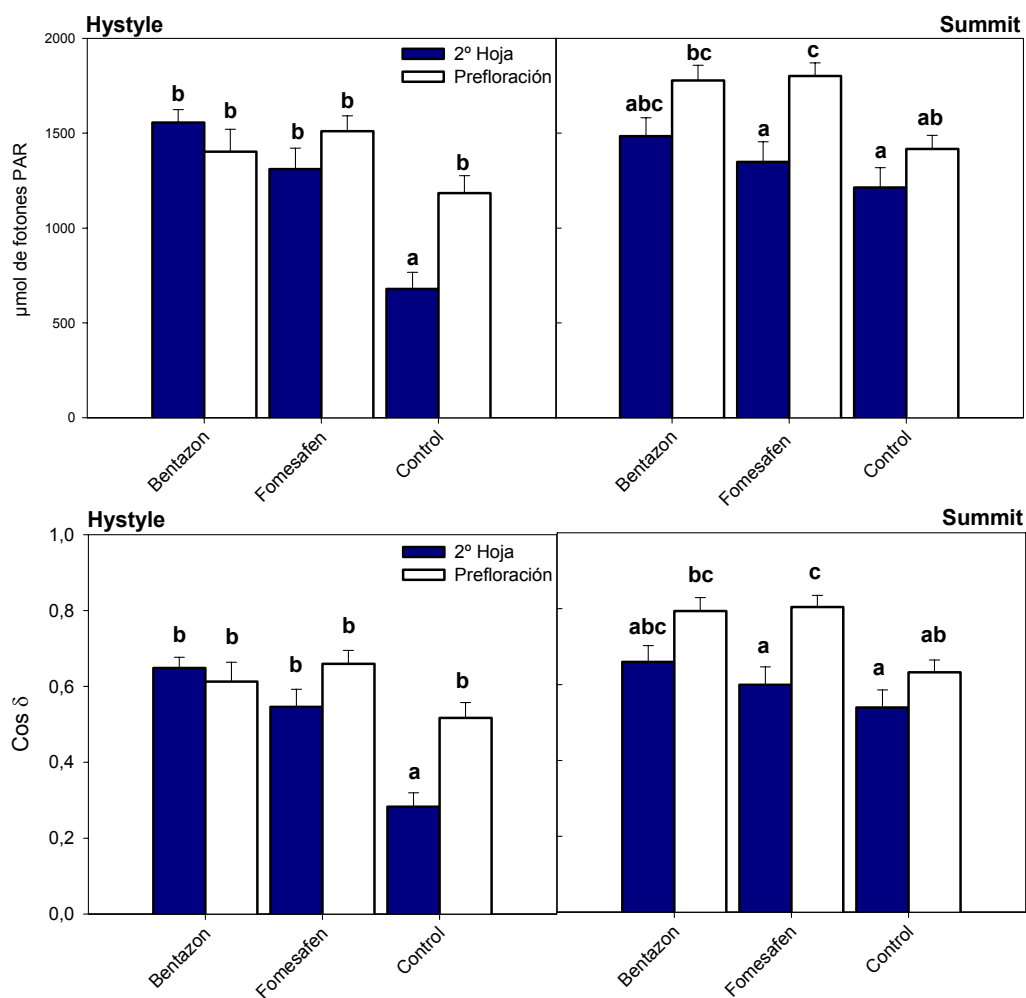 Hystyle
Summit
2000
1500
1000
500
0
µmol de fotones PAR
2º Hoja
Prefloración
b
b
b
b
a
b
abc
bc
a
c
a
ab
Bentazon
Fomesafen
Control
Bentazon
Fomesafen
Control
Hystyle
Summit
1,0
0,8
0,6
0,4
0,2
0,0
Cos δ
2º Hoja
Prefloración
b
b
b
b
a
b
abc
bc
a
c
a
ab
Bentazon
Fomesafen
Control
Bentazon
Fomesafen
Control